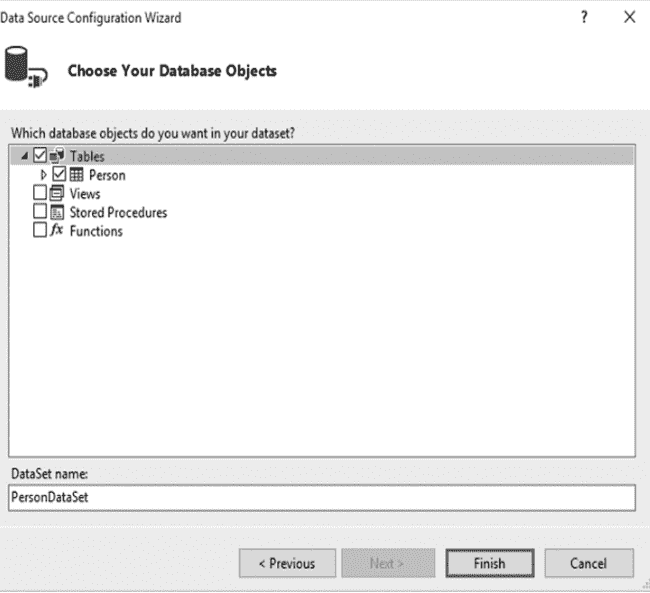 Data Source Configuration Wizard
?
Choose Your Database Objects
Which database objects do you want in your dataset?
Tables
Person
Views
Stored Procedures
fx Functions
DataSet name:
PersonDataSet
< Previous Next > Finish Cancel